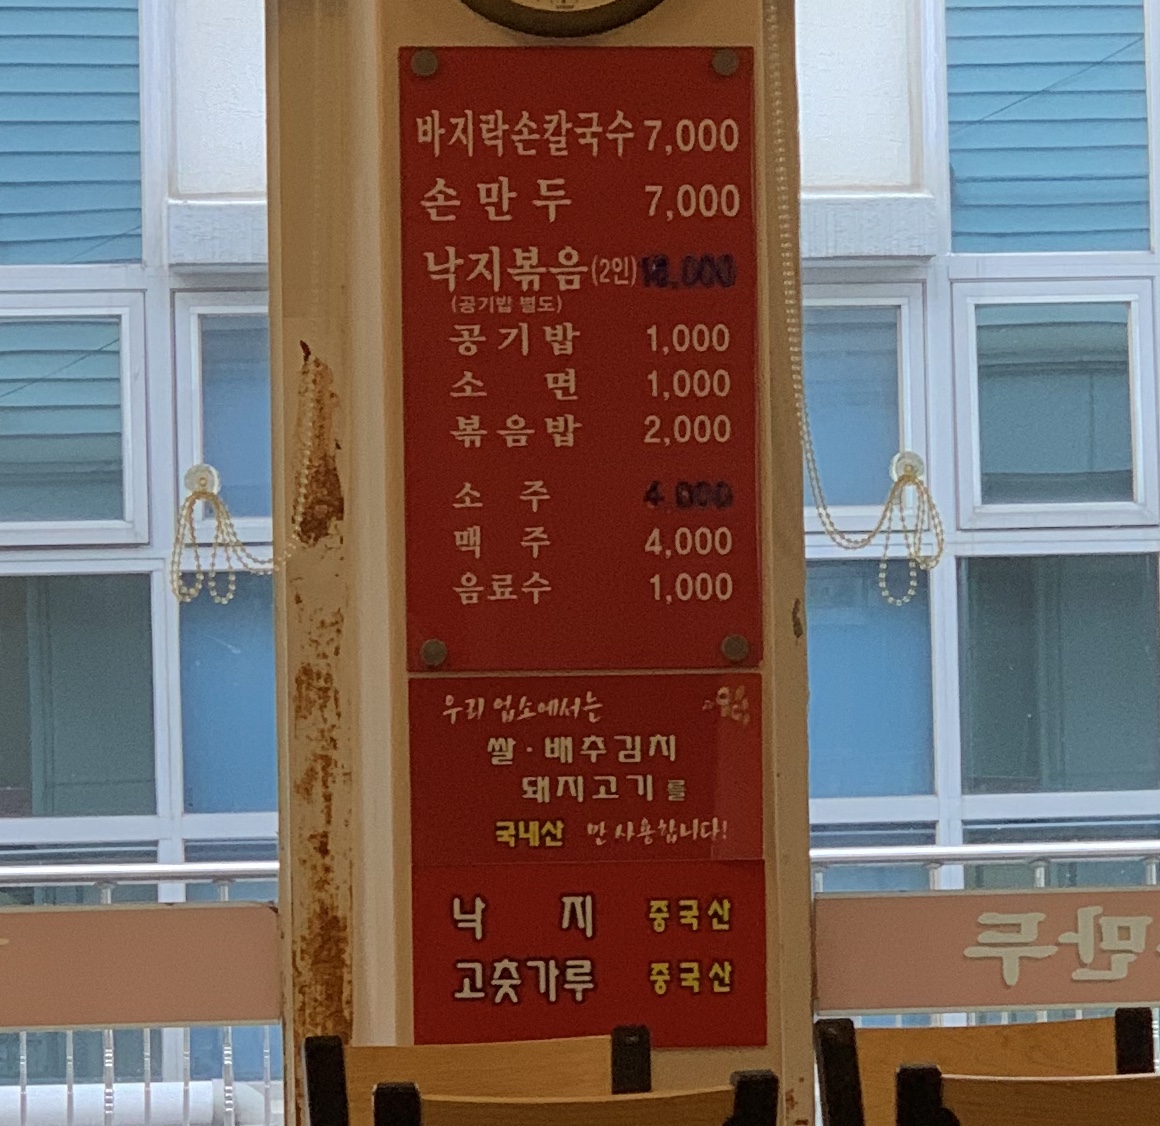 바지락손칼국수 7,000
손만두 7,000
낙지볶음(2인) 18,000
(공기밥 별도)
공기밥 1,000
소면 1,000
볶음밥 2,000
소주 4,000
맥주 4,000
음료수 1,000
우리 업소에서는
쌀·배추김치
돼지고기를
국내산 만 사용합니다!
낙지 중국산
고춧가루 중국산
만두